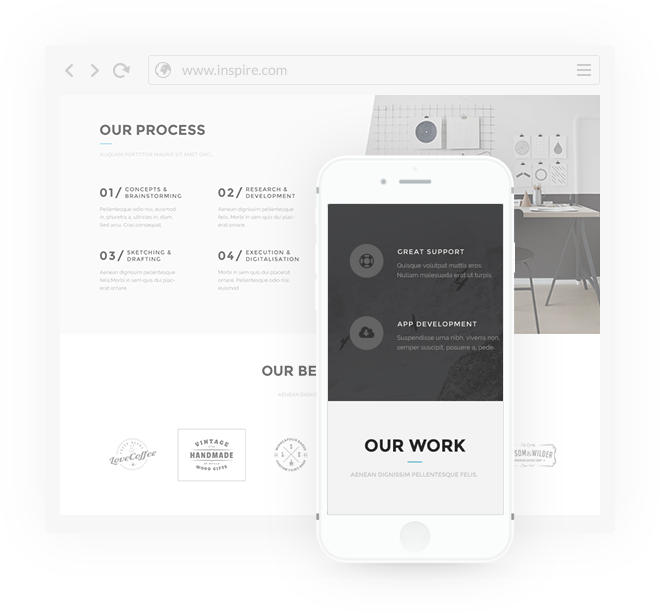 www.inspire.com
OUR PROCESS
ALIQUAM PORTTITOR MAURIS SIT AMET ORCI.
01/ CONCEPTS &
BRAINSTORMING
Pellentesque odio nisi, euismod
in, pharetra a, ultricies in, diam.
Sed arcu. Cras consequat.
02/ RESEARCH &
DEVELOPMENT
Aenean dignissim pellentesque
felis. Morbi in sem quis dui placi-
erat ornare.
03/ SKETCHING &
DRAFTING
Aenean dignissim pellentesque
felis.Morbi in sem quis dui plac-
erat ornare
04/ EXECUTION &
DIGITALISATION
Morbi in sem quis dui placerat
ornare. Pellentesque odio nisi,
euismod
GREAT SUPPORT
Quisque volutpat mattis eros.
Nullam malesuada erat ut turpis.
APP DEVELOPMENT
Suspendisse urna nibh, viverra non,
semper suscipit, posuere a, pede.
OUR BE
AENEAN DIGNIS
LoveCoffee
VINTAGE
HANDMADE
WOOD GIFTS
SOM & WILDER
OUR WORK
AENEAN DIGNISSIM PELLENTESQUE FELIS.